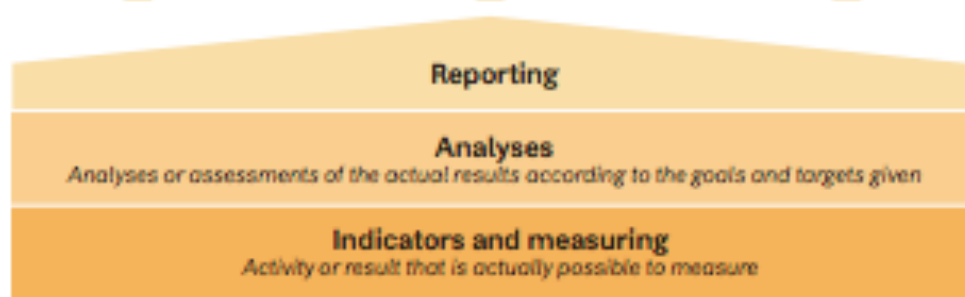 Reporting
Analyses
Analyses or assessments of the actual results according to the goals and targets given
Indicators and measuring
Activity or result that is actually possible to measure